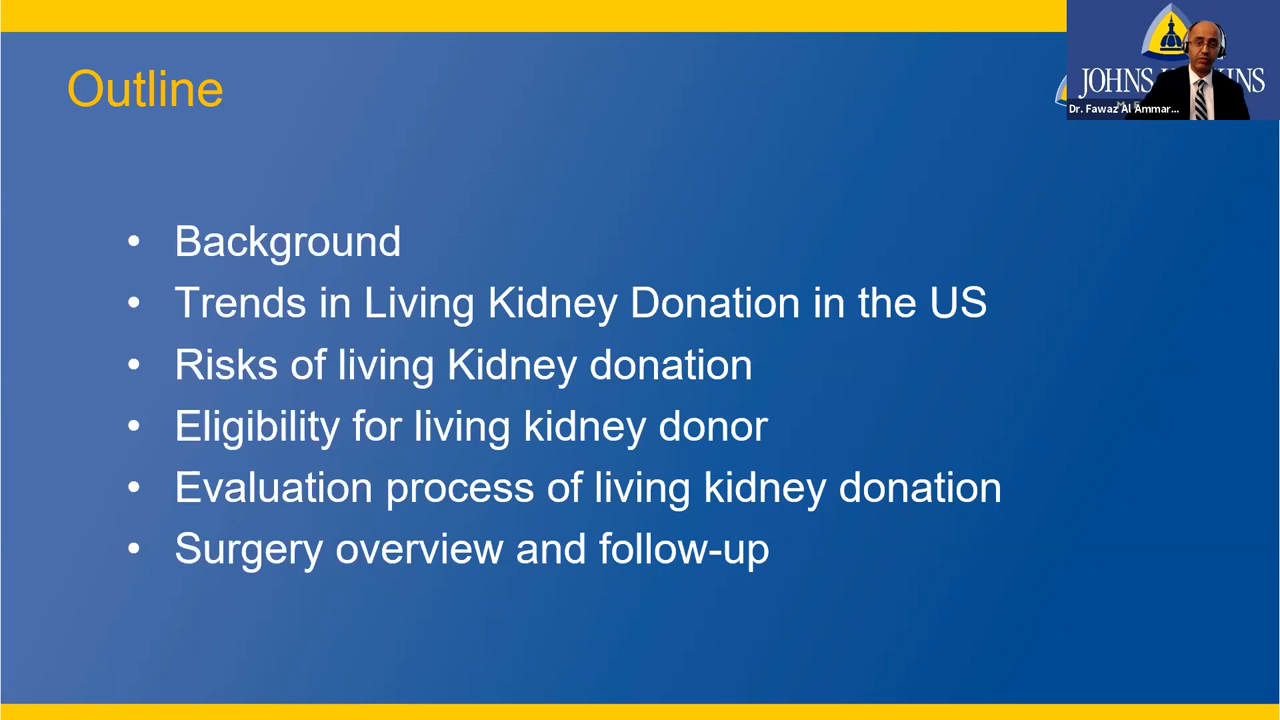 Outline
JOHNS
Dr. Fawaz Al Ammar...
• Background
• Trends in Living Kidney Donation in the US
• Risks of living Kidney donation
• Eligibility for living kidney donor
• Evaluation process of living kidney donation
• Surgery overview and follow-up